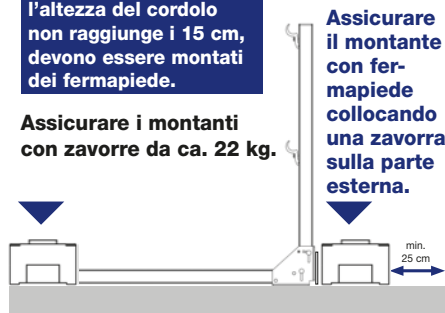 l'altezza del cordolo
non raggiunge i 15 cm,
devono essere montati
dei fermapiede.
Assicurare i montanti
con zavorre da ca. 22 kg.
Assicurare
il montante
con fer-
mapiede
collocando
una zavorra
sulla parte
esterna.
min.
25 cm